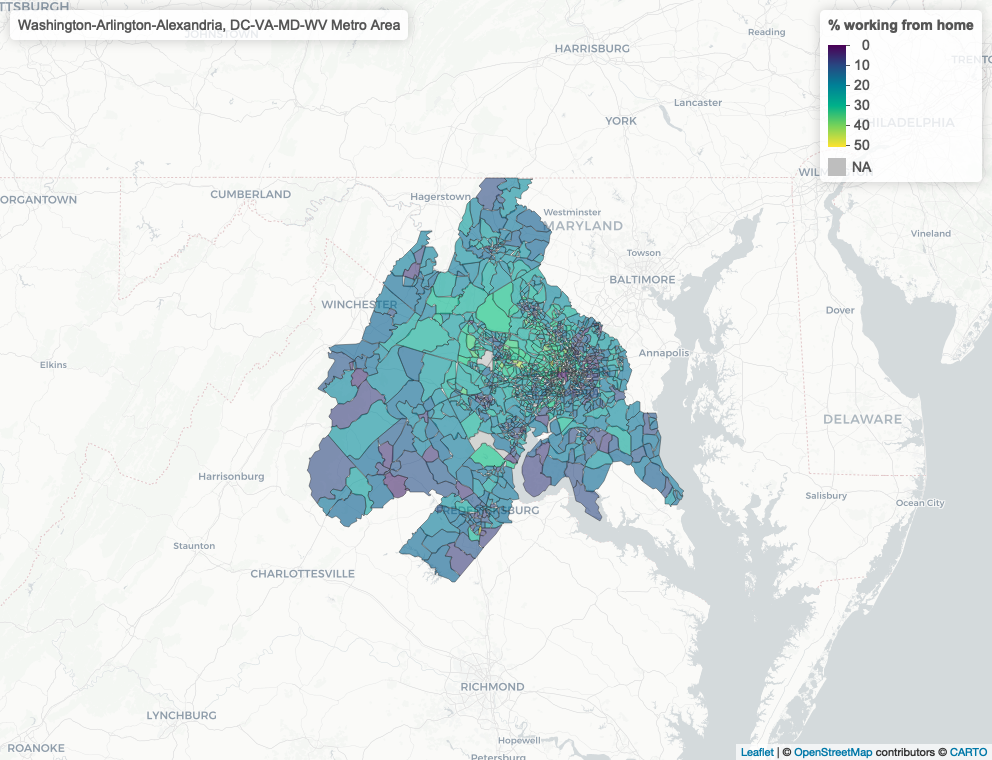 TTSBURGH
Washington-Arlington-Alexandria, DC-VA-MD-WV Metro Area
JOHNSTOWN
HARRISBURG
Reading
% working from home
0
10
20
30
40
50
NA
TRENTO
Lancaster
YORK
HILADELPHIA
WIL
ORGANTOWN
CUMBERLAND
Hagerstown
Westminster
MARYLAND
Vineland
Towson
BALTIMORE
WINCHESTER
Dover
Elkins
Annapolis
DELAWARE
Harrisonburg
Salisbury
Ocean City
FREDERICKSBURG
Staunton
CHARLOTTESVILLE
RICHMOND
LYNCHBURG
ROANOKE
Hopewell
Petersburg
Leaflet | © OpenStreetMap contributors © CARTO